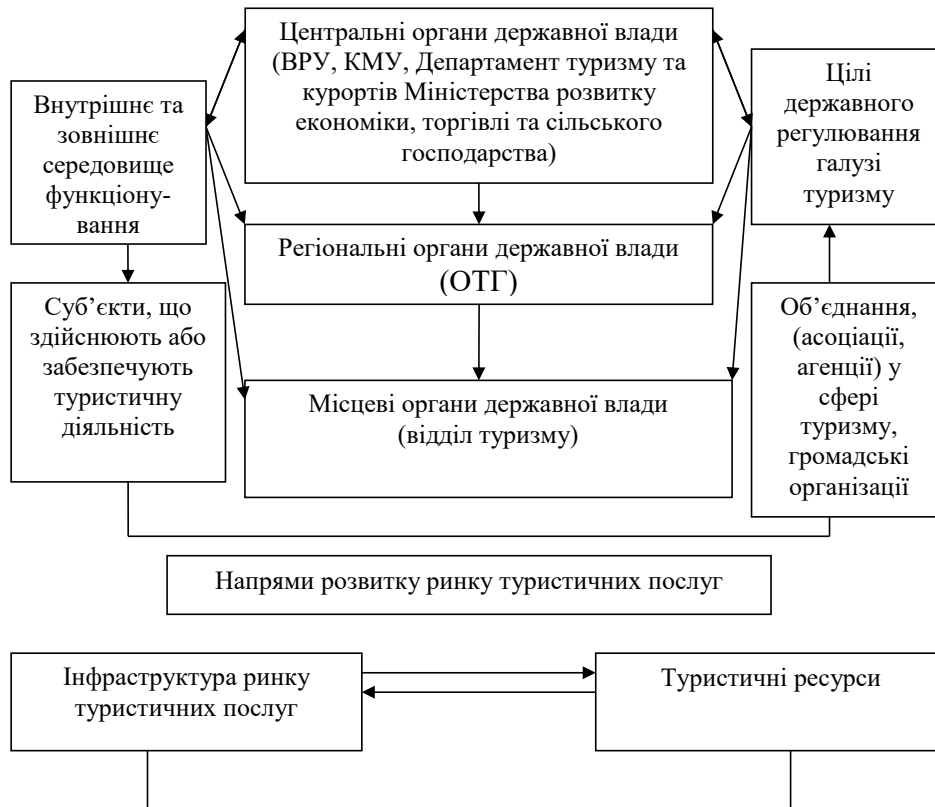 Центральні органи державної влади
(ВРУ, КМУ, Департамент туризму та
курортів Міністерства розвитку
економіки, торгівлі та сільського
господарства)
Внутрішнє та
зовнішнє
середовище
функціону-
вання
Цілі
державного
регулювання
галузі
туризму
Регіональні органи державної влади
(ОТГ)
Суб’єкти, що
здійснюють або
забезпечують
туристичну
діяльність
Об’єднання,
(асоціації,
агенції) у
сфері
туризму,
громадські
організації
Місцеві органи державної влади
(відділ туризму)
Напрями розвитку ринку туристичних послуг
Інфраструктура ринку
туристичних послуг
Туристичні ресурси